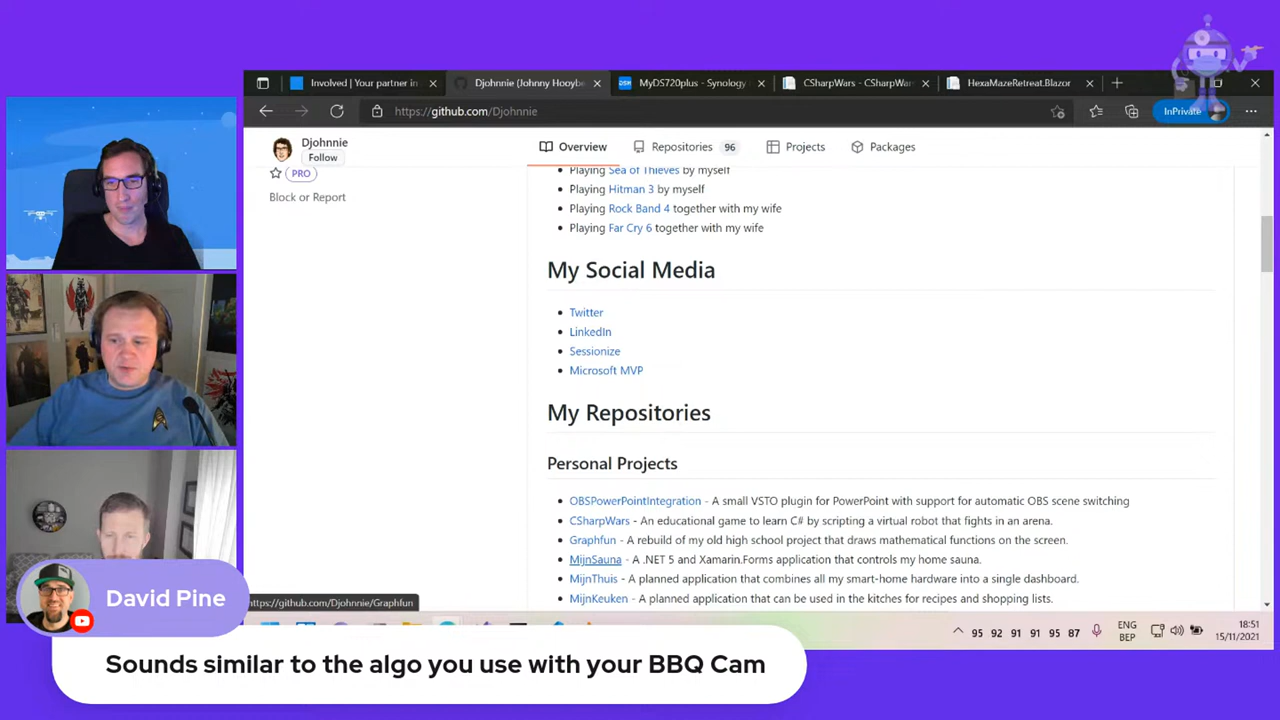 Involved | Your partner in
Djohnnie (Johnny Hooybe
DSM
MyDS720plus - Synology
CSharpWars - CSharpWar
HexaMazeRetreat.Blazor
https://github.com/Djohnnie
InPrivate
Djohnnie
Follow
PRO
Block or Report
Overview
Repositories 96
Projects
Packages
Playing Sea of Thieves by myself
Playing Hitman 3 by myself
Playing Rock Band 4 together with my wife
Playing Far Cry 6 together with my wife
My Social Media
Twitter
LinkedIn
Sessionize
Microsoft MVP
My Repositories
Personal Projects
OBSPowerPointIntegration - A small VSTO plugin for PowerPoint with support for automatic OBS scene switching
CSharpWars - An educational game to learn C# by scripting a virtual robot that fights in an arena.
Graphfun - A rebuild of my old high school project that draws mathematical functions on the screen.
MijnSauna - A .NET 5 and Xamarin.Forms application that controls my home sauna.
MijnThuis - A planned application that combines all my smart-home hardware into a single dashboard.
MijnKeuken - A planned application that can be used in the kitches for recipes and shopping lists.
https://github.com/Djohnnie/Graphfun
95 92 91 91 95 87
ENG
BEP
18:51
15/11/2021
David Pine
Sounds similar to the algo you use with your BBQ Cam